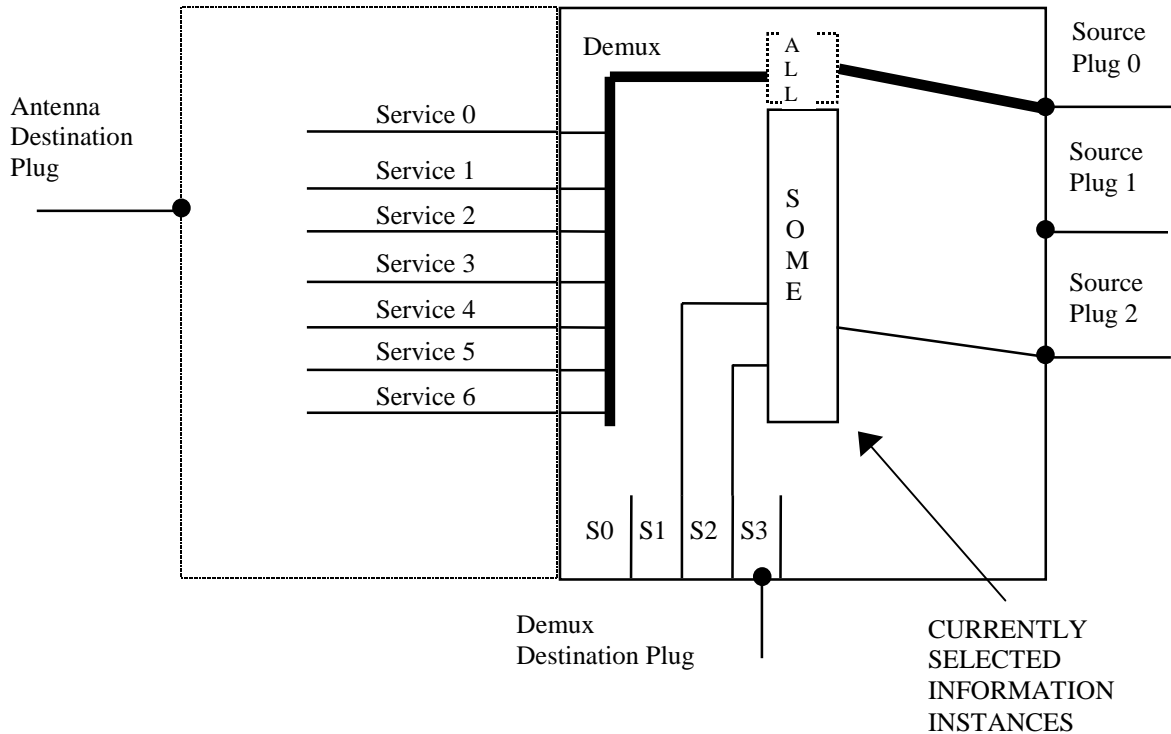 Antenna
Destination
Plug
Service 0
Service 1
Service 2
Service 3
Service 4
Service 5
Service 6
Demux
A
L
L
S
O
M
E
Source
Plug 0
Source
Plug 1
Source
Plug 2
S0 S1 S2 S3
Demux
Destination Plug
CURRENTLY
SELECTED
INFORMATION
INSTANCES